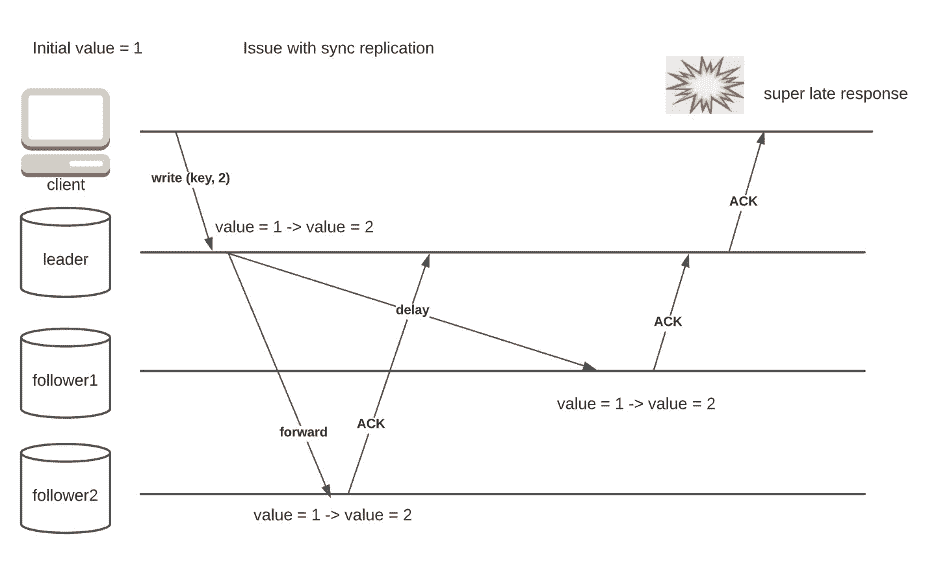 Initial value = 1
Issue with sync replication
super late response
client
write (key, 2)
ACK
value = 1 -> value = 2
leader
delay
ACK
follower1
value = 1 -> value = 2
ACK
forward
follower2
value = 1 -> value = 2